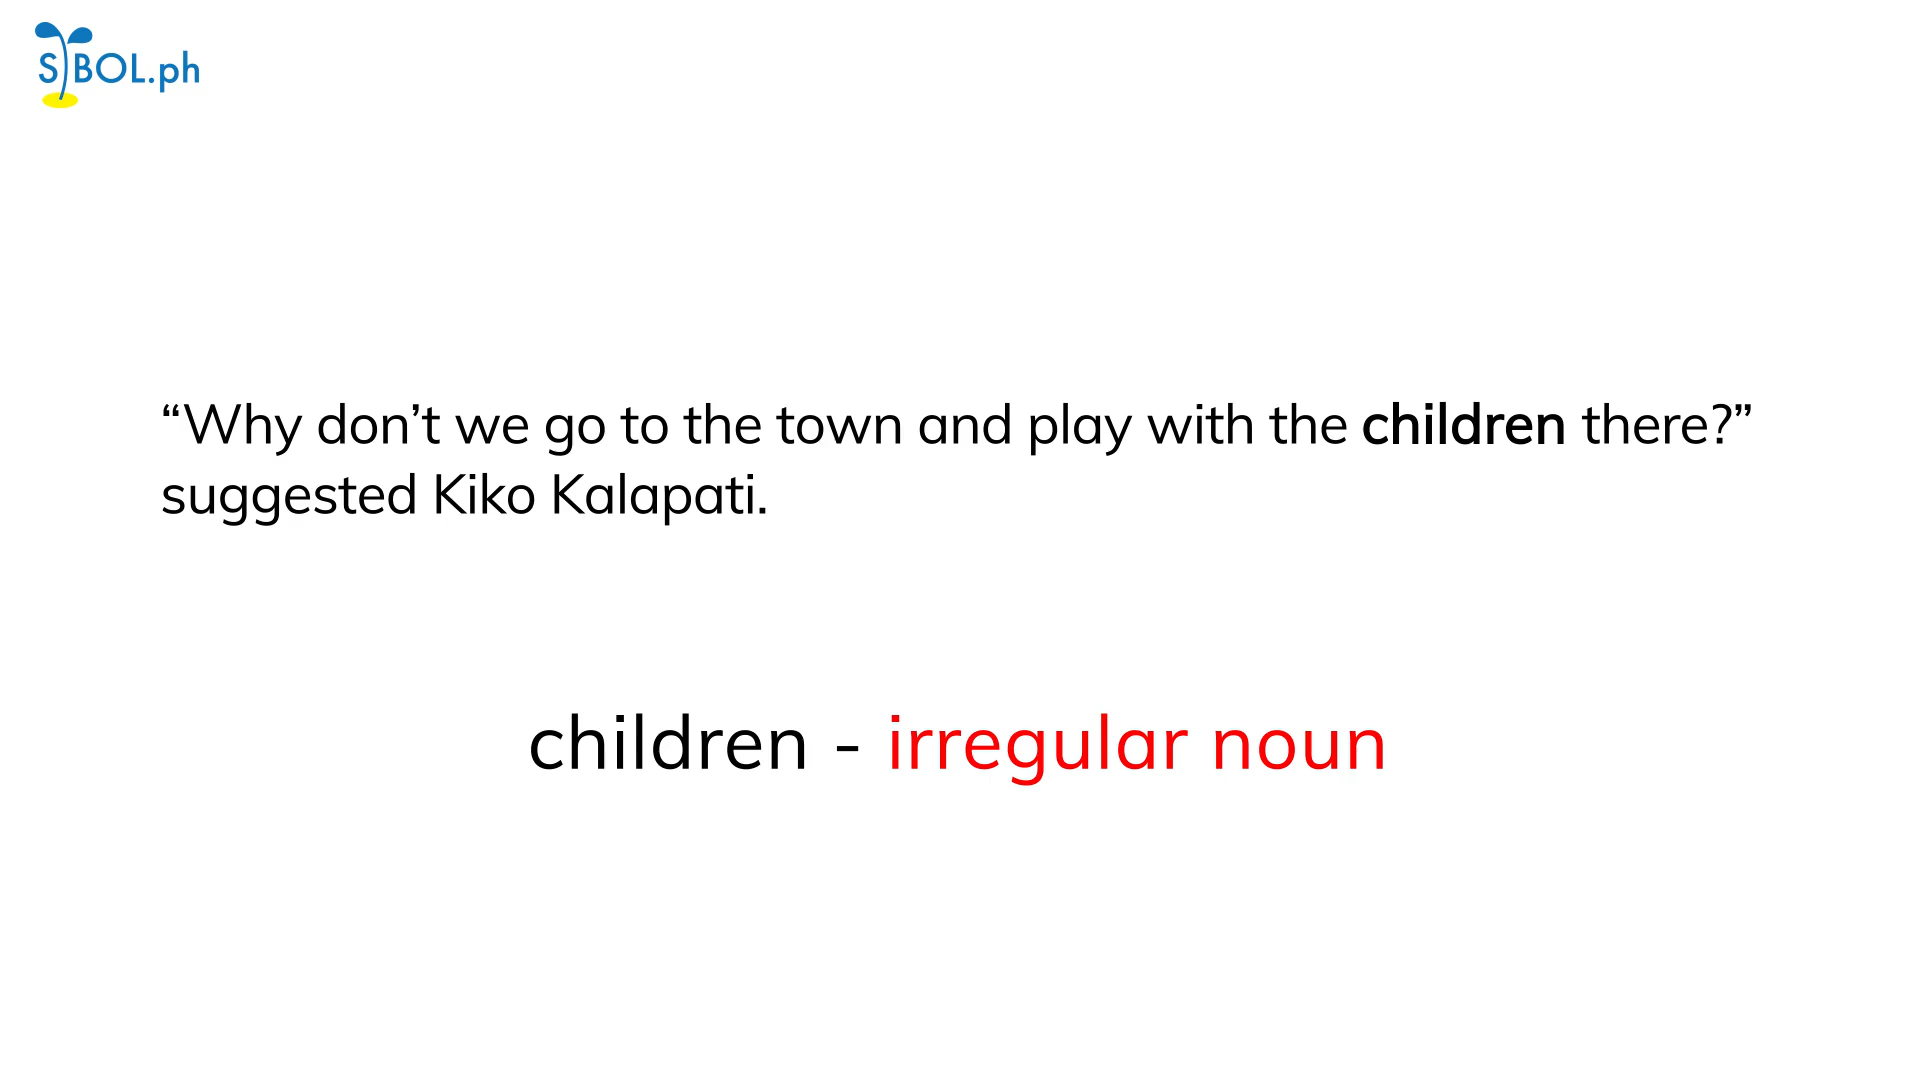 SIBOL.ph
“Why don’t we go to the town and play with the children there?”
suggested Kiko Kalapati.
children - irregular noun